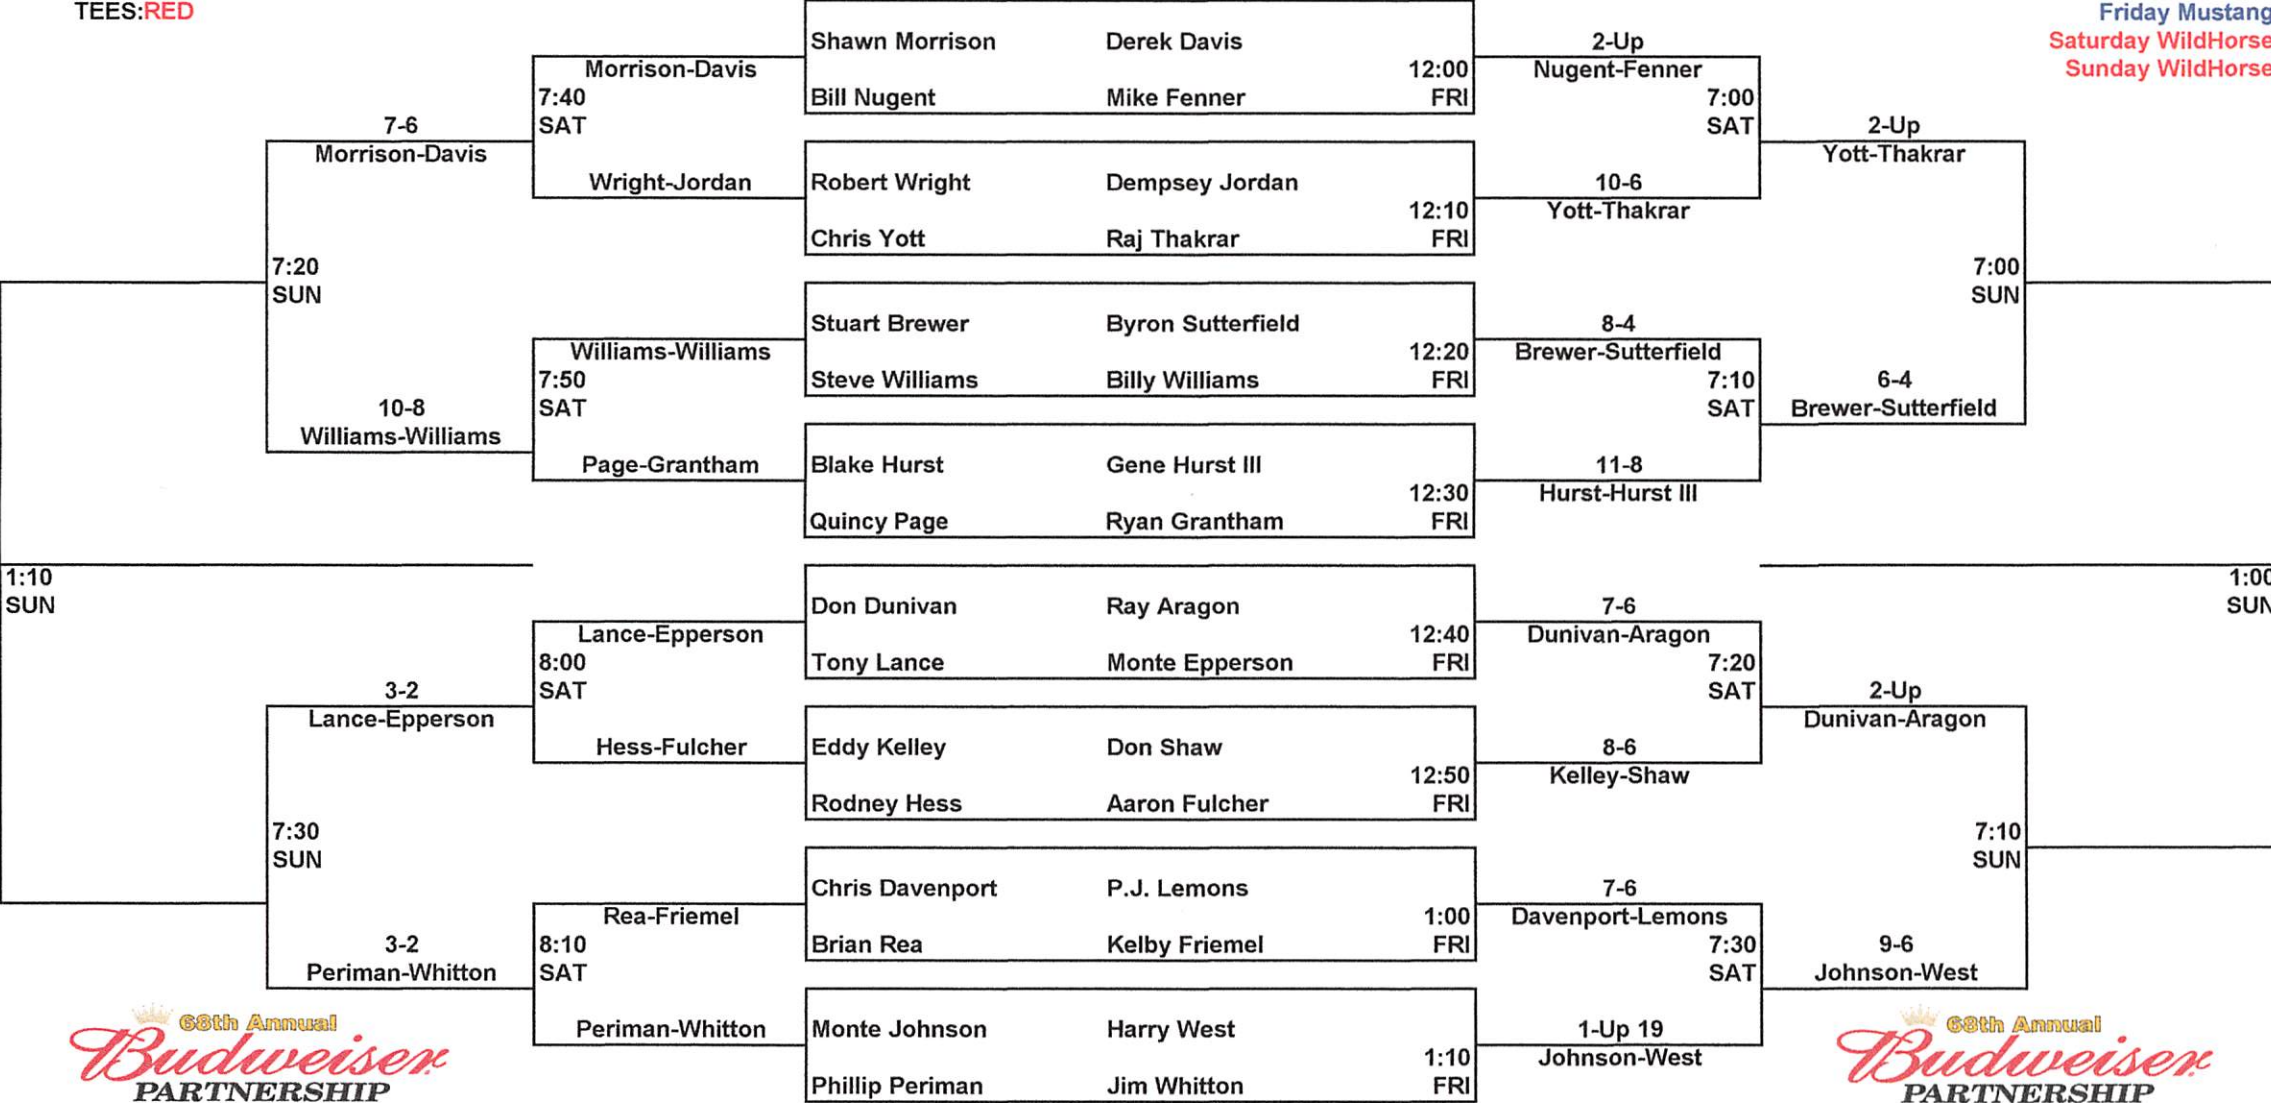 TEES:RED
Friday Mustang
Saturday WildHorse
Sunday WildHorse
Shawn Morrison Derek Davis
12:00
Bill Nugent Mike Fenner FRI
Morrison-Davis
7:40
SAT
7-6
Morrison-Davis
Wright-Jordan
2-Up
Nugent-Fenner
7:00
SAT
2-Up
Yott-Thakrar
Robert Wright Dempsey Jordan
12:10
Chris Yott Raj Thakrar FRI
10-6
Yott-Thakrar
7:20
SUN
7:00
SUN
Stuart Brewer Byron Sutterfield
12:20
Steve Williams Billy Williams FRI
Williams-Williams
7:50
SAT
10-8
Williams-Williams
Page-Grantham
8-4
Brewer-Sutterfield
7:10
SAT
6-4
Brewer-Sutterfield
Blake Hurst Gene Hurst III
12:30
Quincy Page Ryan Grantham FRI
11-8
Hurst-Hurst III
1:10
SUN
1:00
SUN
Don Dunivan Ray Aragon
12:40
Tony Lance Monte Epperson FRI
Lance-Epperson
8:00
SAT
3-2
Lance-Epperson
Hess-Fulcher
7-6
Dunivan-Aragon
7:20
SAT
2-Up
Dunivan-Aragon
Eddy Kelley Don Shaw
12:50
Rodney Hess Aaron Fulcher FRI
8-6
Kelley-Shaw
7:30
SUN
7:10
SUN
Chris Davenport P.J. Lemons
1:00
Brian Rea Kelby Friemel FRI
Rea-Friemel
8:10
SAT
3-2
Periman-Whitton
Periman-Whitton
7-6
Davenport-Lemons
7:30
SAT
9-6
Johnson-West
Monte Johnson Harry West
1:10
Phillip Periman Jim Whitton FRI
1-Up 19
Johnson-West
68th Annual
Budweiser
PARTNERSHIP
68th Annual
Budweiser
PARTNERSHIP